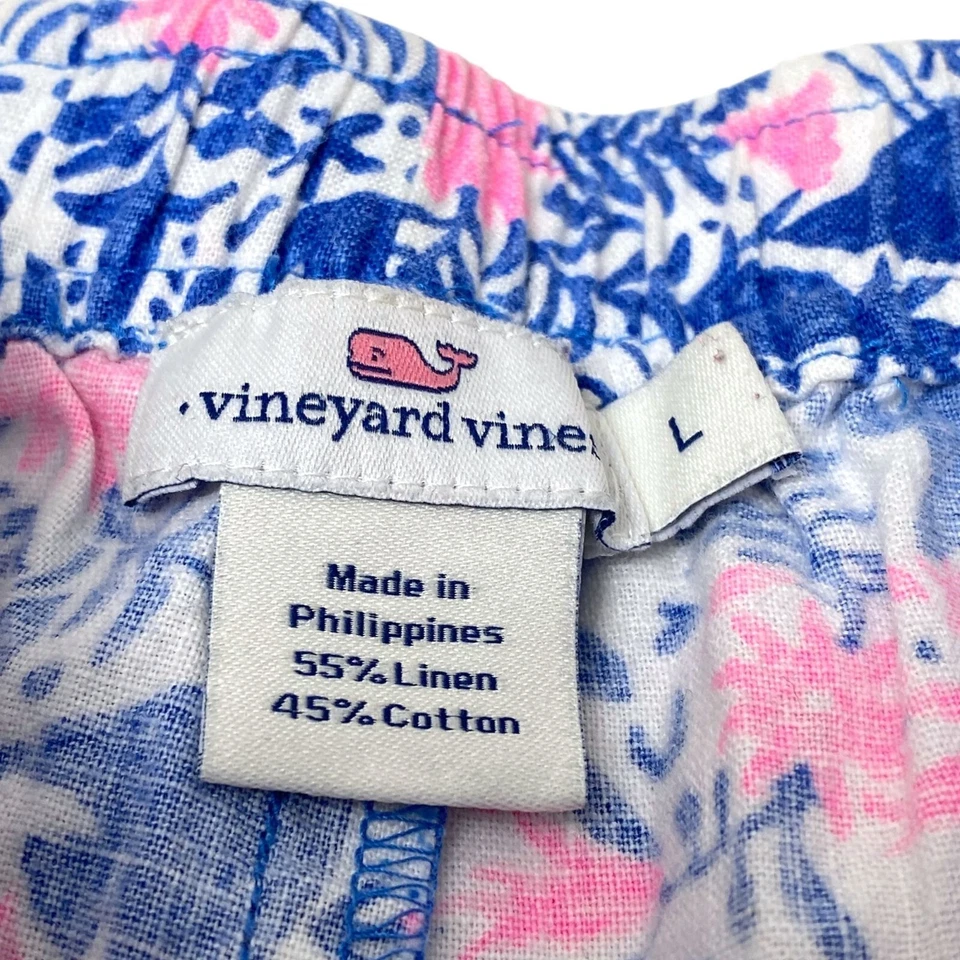 vineyard vine
L
Made in
Philippines
55% Linen
45% Cotton